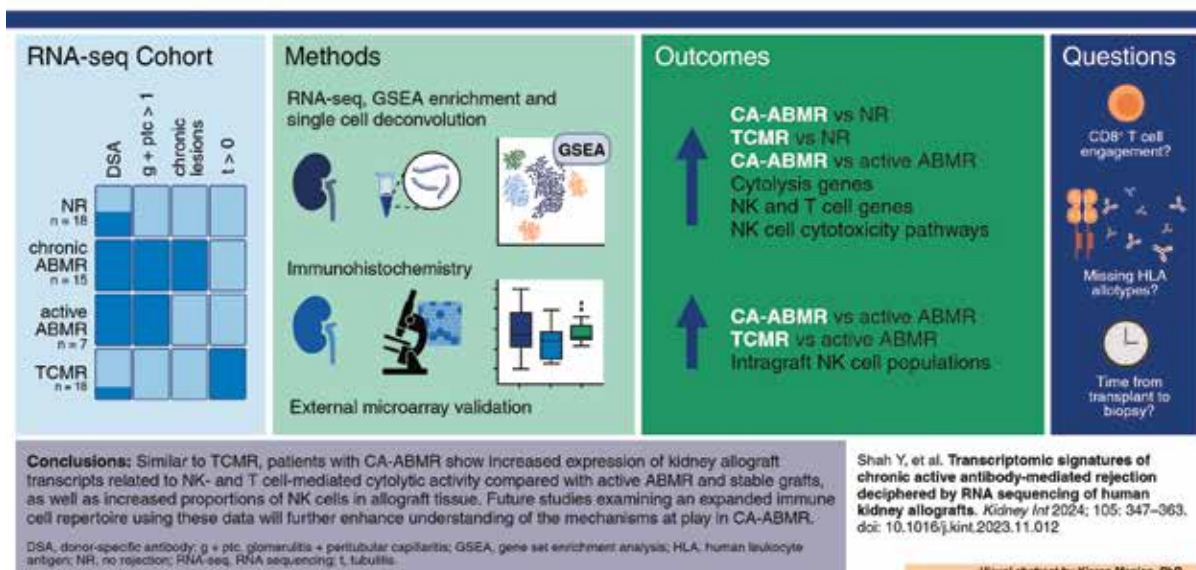 RNA-seq Cohort
DSA
g + ptc > 1
chronic
lesions
t > 0
NR
n = 18
chronic
ABMR
n = 15
active
ABMR
n = 7
TCMR
n = 18
Methods
RNA-seq, GSEA enrichment and
single cell deconvolution
GSEA
Immunohistochemistry
External microarray validation
Outcomes
CA-ABMR vs NR
TCMR vs NR
CA-ABMR vs active ABMR
Cytolysis genes
NK and T cell genes
NK cell cytotoxicity pathways
CA-ABMR vs active ABMR
TCMR vs active ABMR
Intragraft NK cell populations
Questions
CD8⁺ T cell
engagement?
Missing HLA
allotypes?
Time from
transplant to
biopsy?
Conclusions: Similar to TCMR, patients with CA-ABMR show increased expression of kidney allograft
transcripts related to NK- and T cell-mediated cytolytic activity compared with active ABMR and stable grafts,
as well as increased proportions of NK cells in allograft tissue. Future studies examining an expanded immune
cell repertoire using these data will further enhance understanding of the mechanisms at play in CA-ABMR.
DSA, donor-specific antibody; g + ptc, glomerulitis + peritubular capillaritis; GSEA, gene set enrichment analysis; HLA, human leukocyte
antigen; NR, no rejection; RNA-seq, RNA sequencing; t, tubulitis.
Shah Y, et al. Transcriptomic signatures of
chronic active antibody-mediated rejection
deciphered by RNA sequencing of human
kidney allografts. Kidney Int 2024; 105: 347–363.
doi: 10.1016/j.kint.2023.11.012